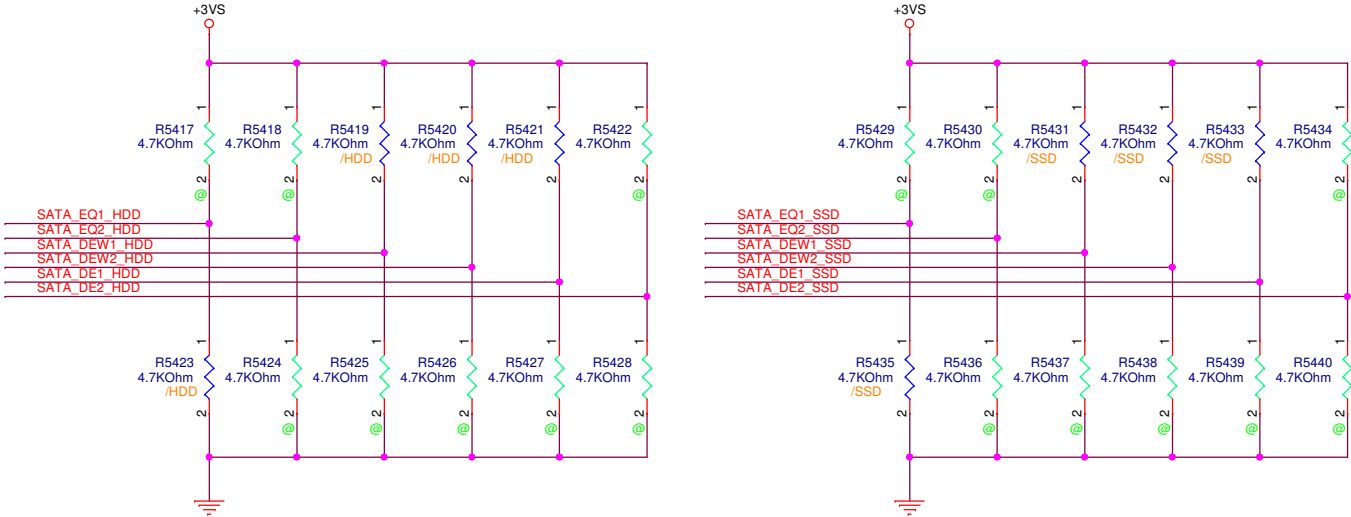 +3VS +3VS
1 1 1 1 1 1 1 1 1 1 1 1
R5417 R5418 R5419 R5420 R5421 R5422 R5429 R5430 R5431 R5432 R5433 R5434
4.7KOhm 4.7KOhm 4.7KOhm 4.7KOhm 4.7KOhm 4.7KOhm 4.7KOhm 4.7KOhm 4.7KOhm 4.7KOhm 4.7KOhm 4.7KOhm
/HDD /HDD /HDD /SSD /SSD /SSD
2 2 2 2 2 2 2 2 2 2 2 2
@ @ @ @ @ @
SATA_EQ1_HDD SATA_EQ1_SSD
SATA_EQ2_HDD SATA_EQ2_SSD
SATA_DEW1_HDD SATA_DEW1_SSD
SATA_DEW2_HDD SATA_DEW2_SSD
SATA_DE1_HDD SATA_DE1_SSD
SATA_DE2_HDD SATA_DE2_SSD
1 1 1 1 1 1 1 1 1 1 1 1
R5423 R5424 R5425 R5426 R5427 R5428 R5435 R5436 R5437 R5438 R5439 R5440
4.7KOhm 4.7KOhm 4.7KOhm 4.7KOhm 4.7KOhm 4.7KOhm 4.7KOhm 4.7KOhm 4.7KOhm 4.7KOhm 4.7KOhm 4.7KOhm
/HDD /SSD
2 2 2 2 2 2 2 2 2 2 2 2
@ @ @ @ @ @ @ @ @ @